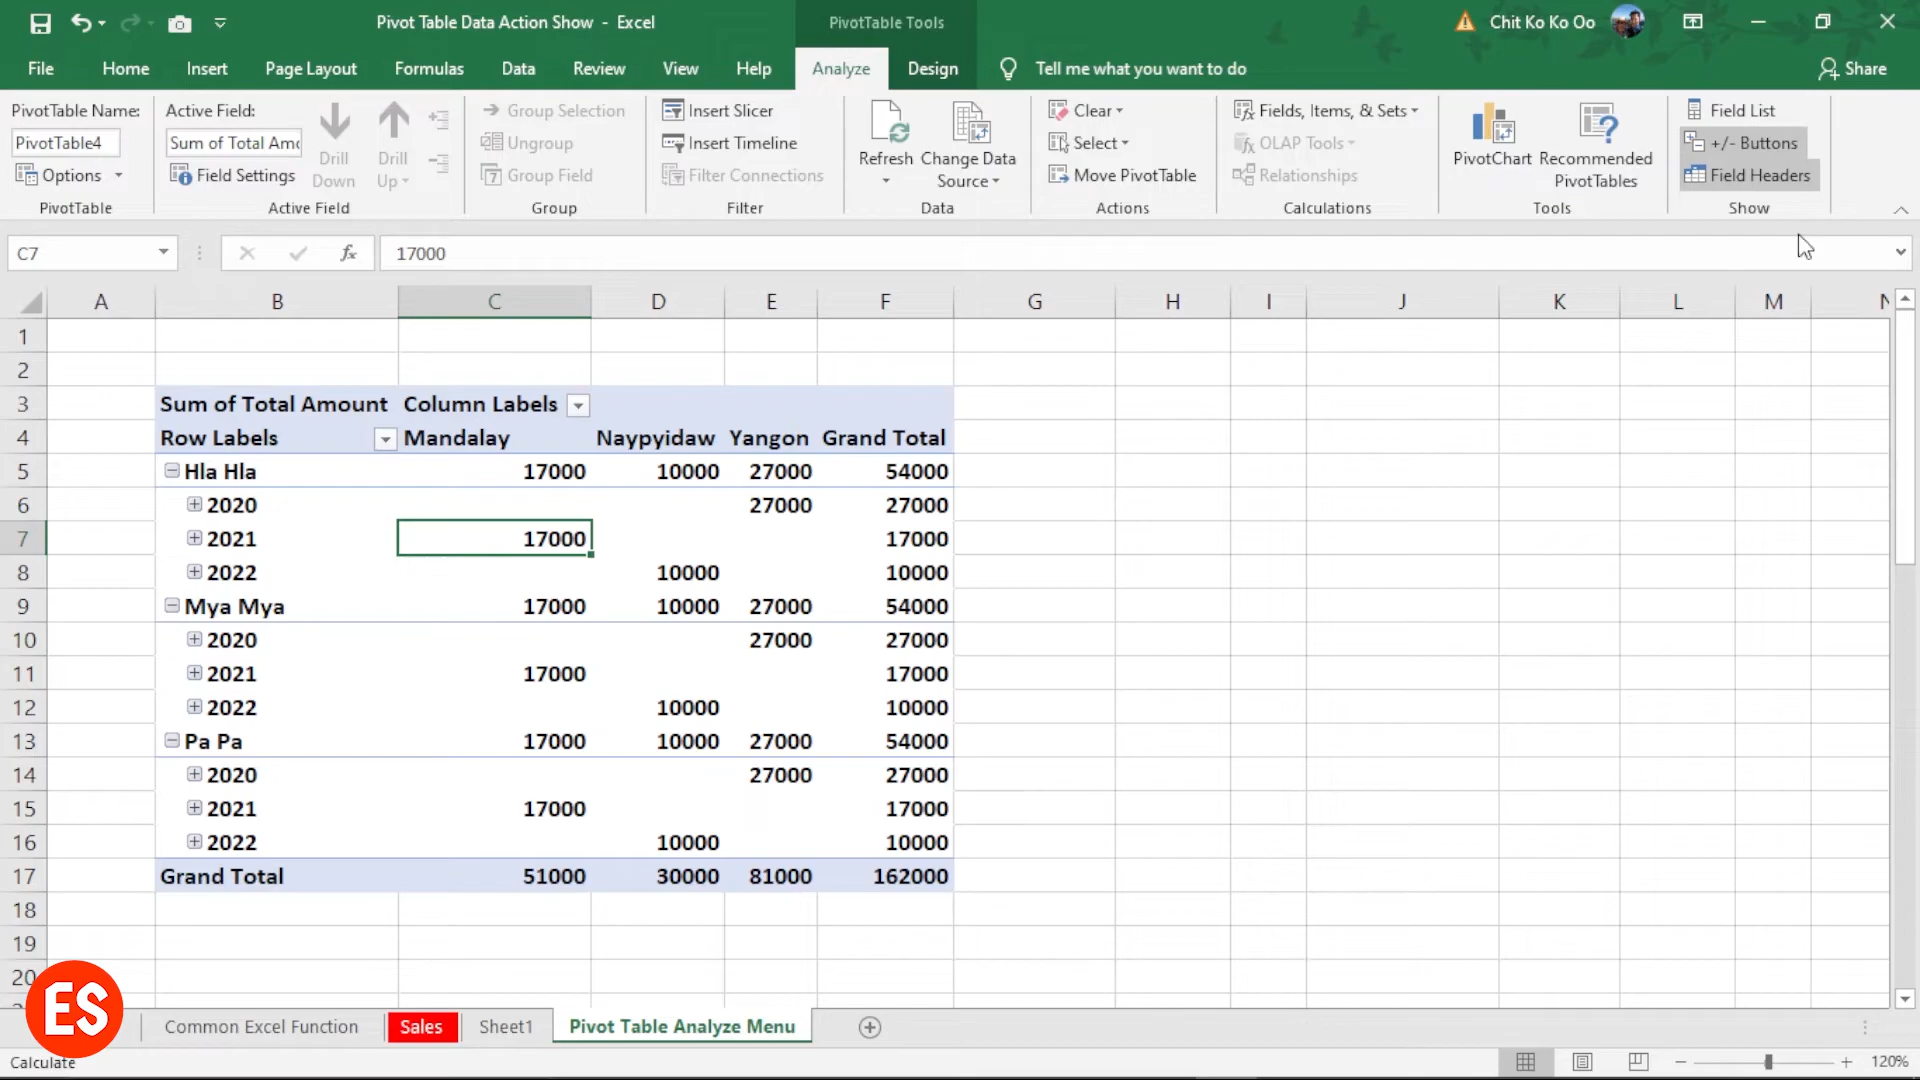 Pivot Table Data Action Show - Excel
PivotTable Tools
Chit Ko Ko Oo
File Home Insert Page Layout Formulas Data Review View Help Analyze Design Tell me what you want to do Share
PivotTable Name:
PivotTable4
Options
PivotTable
Active Field:
Sum of Total Amo
Field Settings
Drill Down
Drill Up
Active Field
Group Selection
Ungroup
Group Field
Group
Insert Slicer
Insert Timeline
Filter Connections
Filter
Refresh
Change Data Source
Data
Clear
Select
Move PivotTable
Actions
Fields, Items, & Sets
OLAP Tools
Relationships
Calculations
PivotChart
Recommended PivotTables
Tools
Field List
+/- Buttons
Field Headers
Show
C7 fx 17000
A B C D E F G H I J K L M N
1
2
3 Sum of Total Amount Column Labels
4 Row Labels Mandalay Naypyidaw Yangon Grand Total
5 Hla Hla 17000 10000 27000 54000
6 2020 27000 27000
7 2021 17000 17000
8 2022 10000 10000
9 Mya Mya 17000 10000 27000 54000
10 2020 27000 27000
11 2021 17000 17000
12 2022 10000 10000
13 Pa Pa 17000 10000 27000 54000
14 2020 27000 27000
15 2021 17000 17000
16 2022 10000 10000
17 Grand Total 51000 30000 81000 162000
18
19
20
ES
Common Excel Function Sales Sheet1 Pivot Table Analyze Menu
Calculate
120%